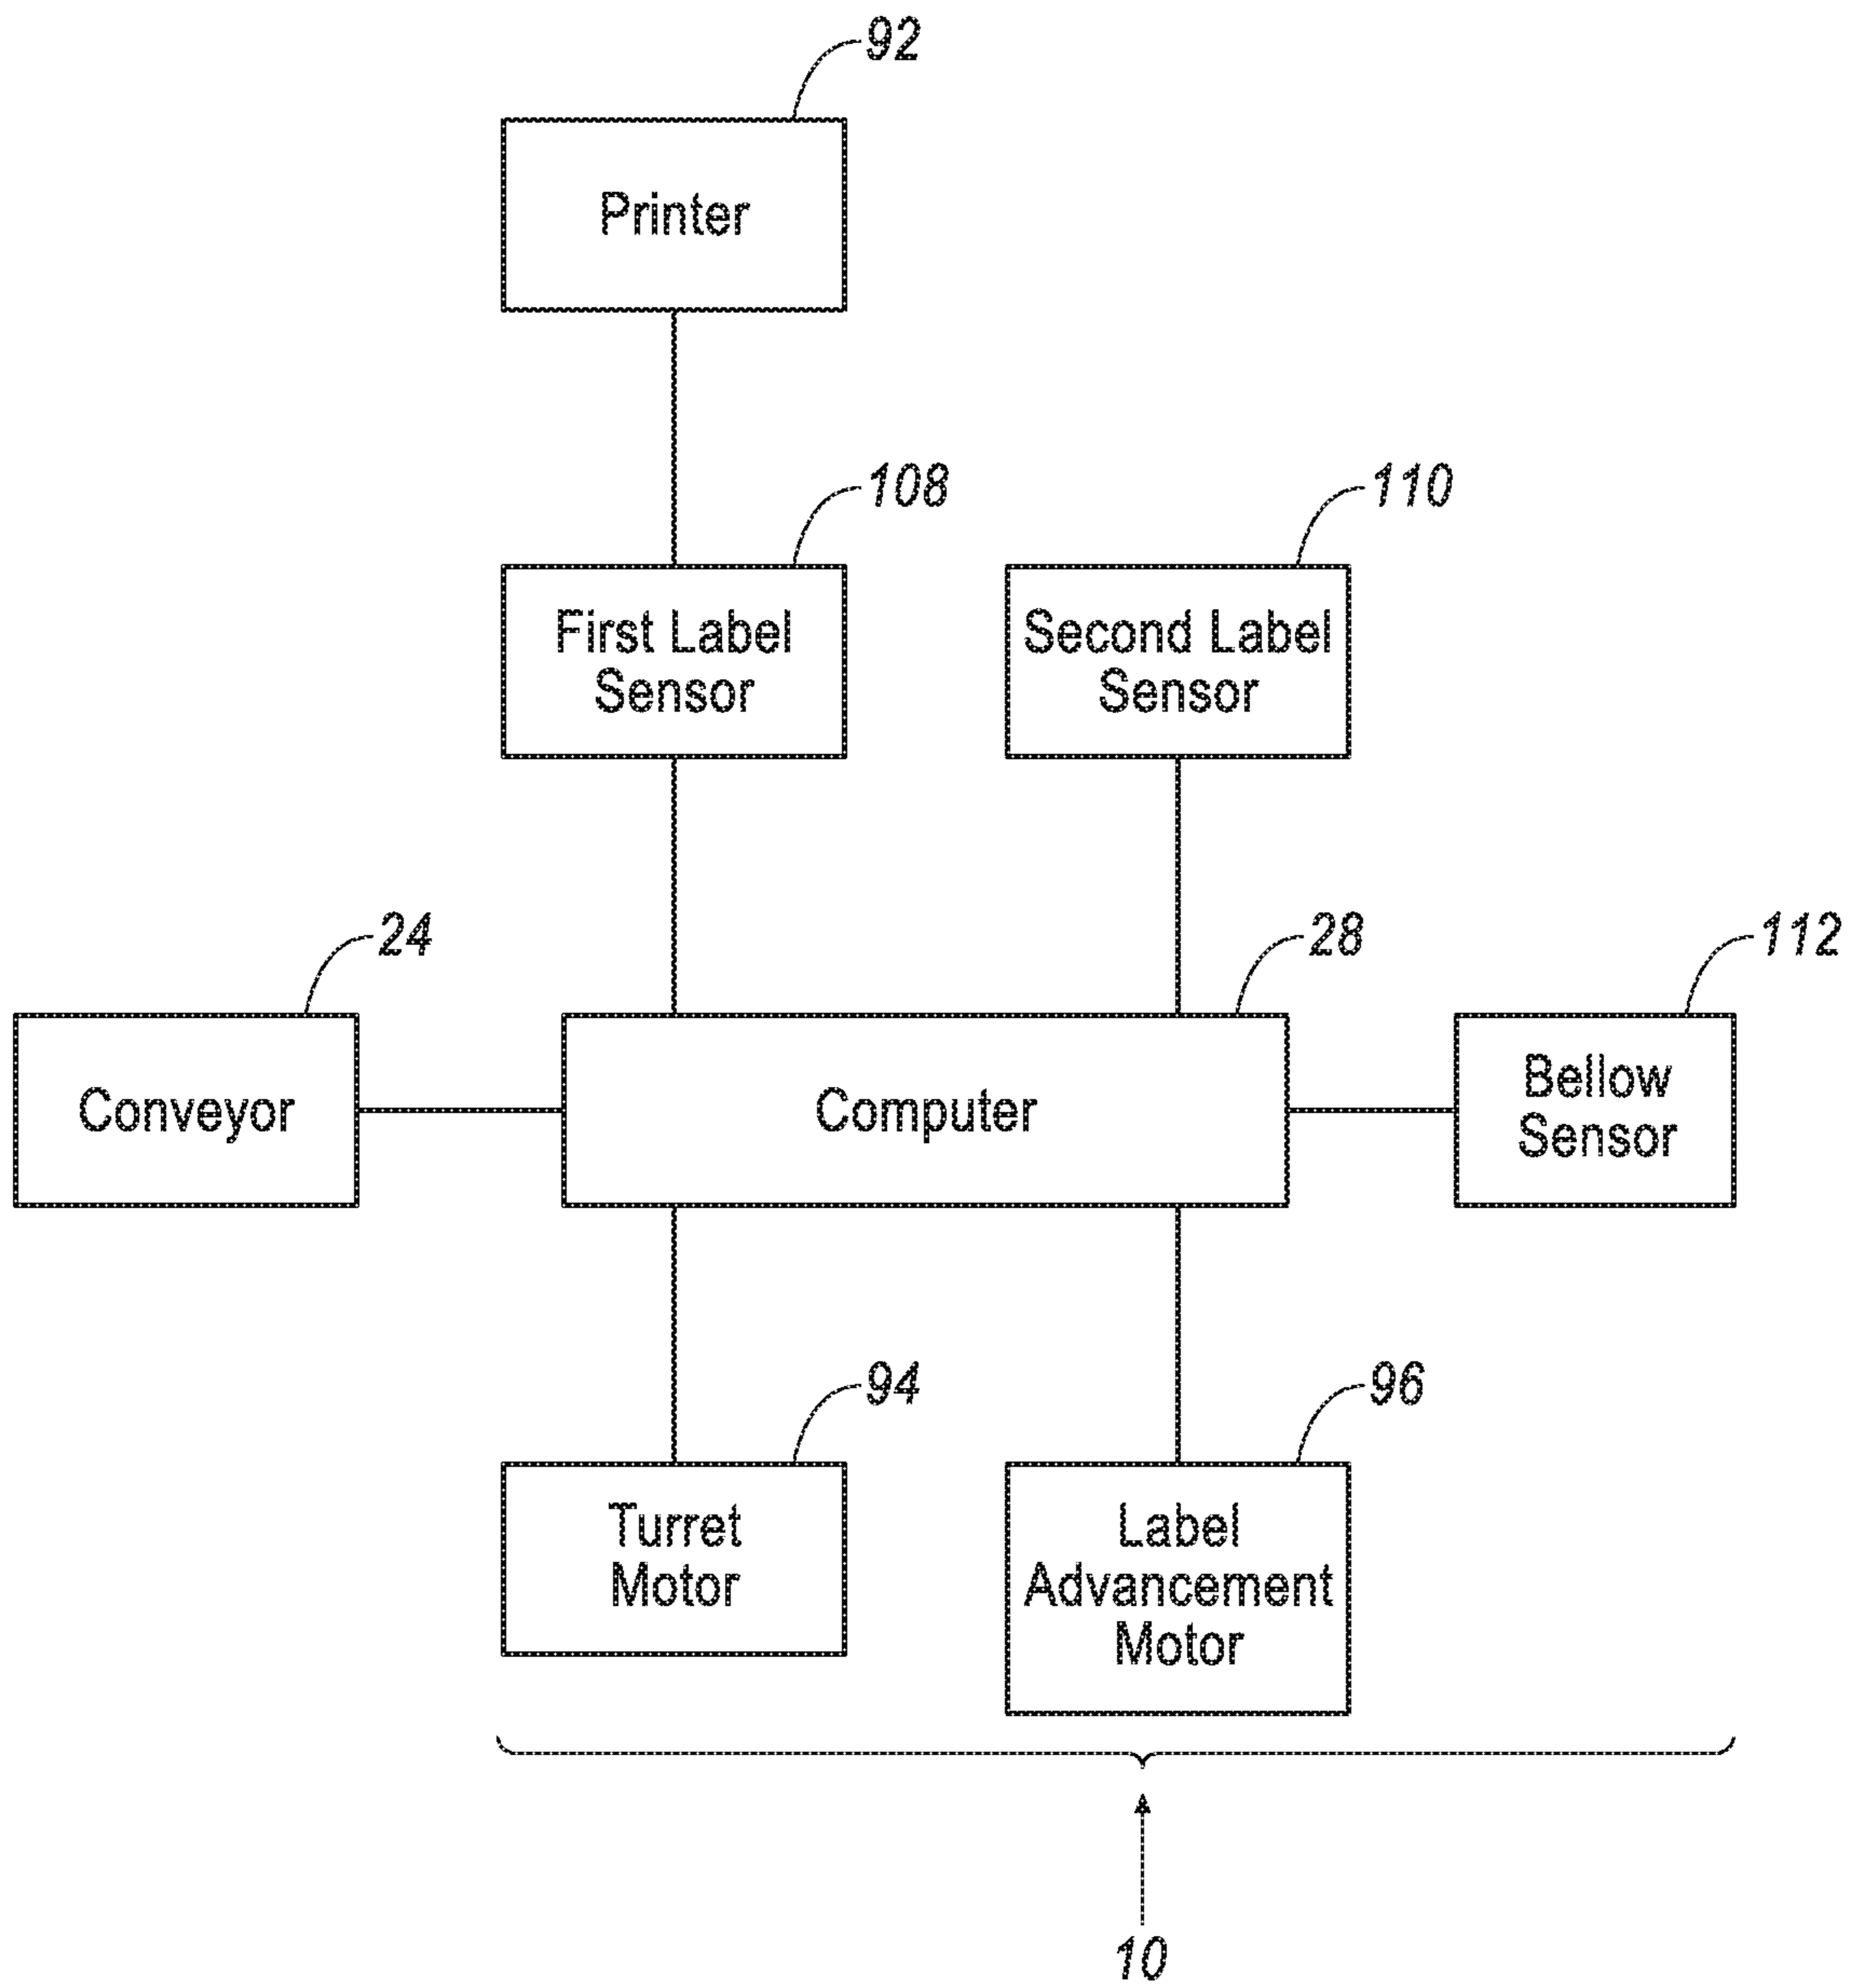 92
Printer
108
110
First Label
Sensor
Second Label
Sensor
24
28
112
Conveyor
Computer
Bellow
Sensor
94
96
Turret
Motor
Label
Advancement
Motor
10